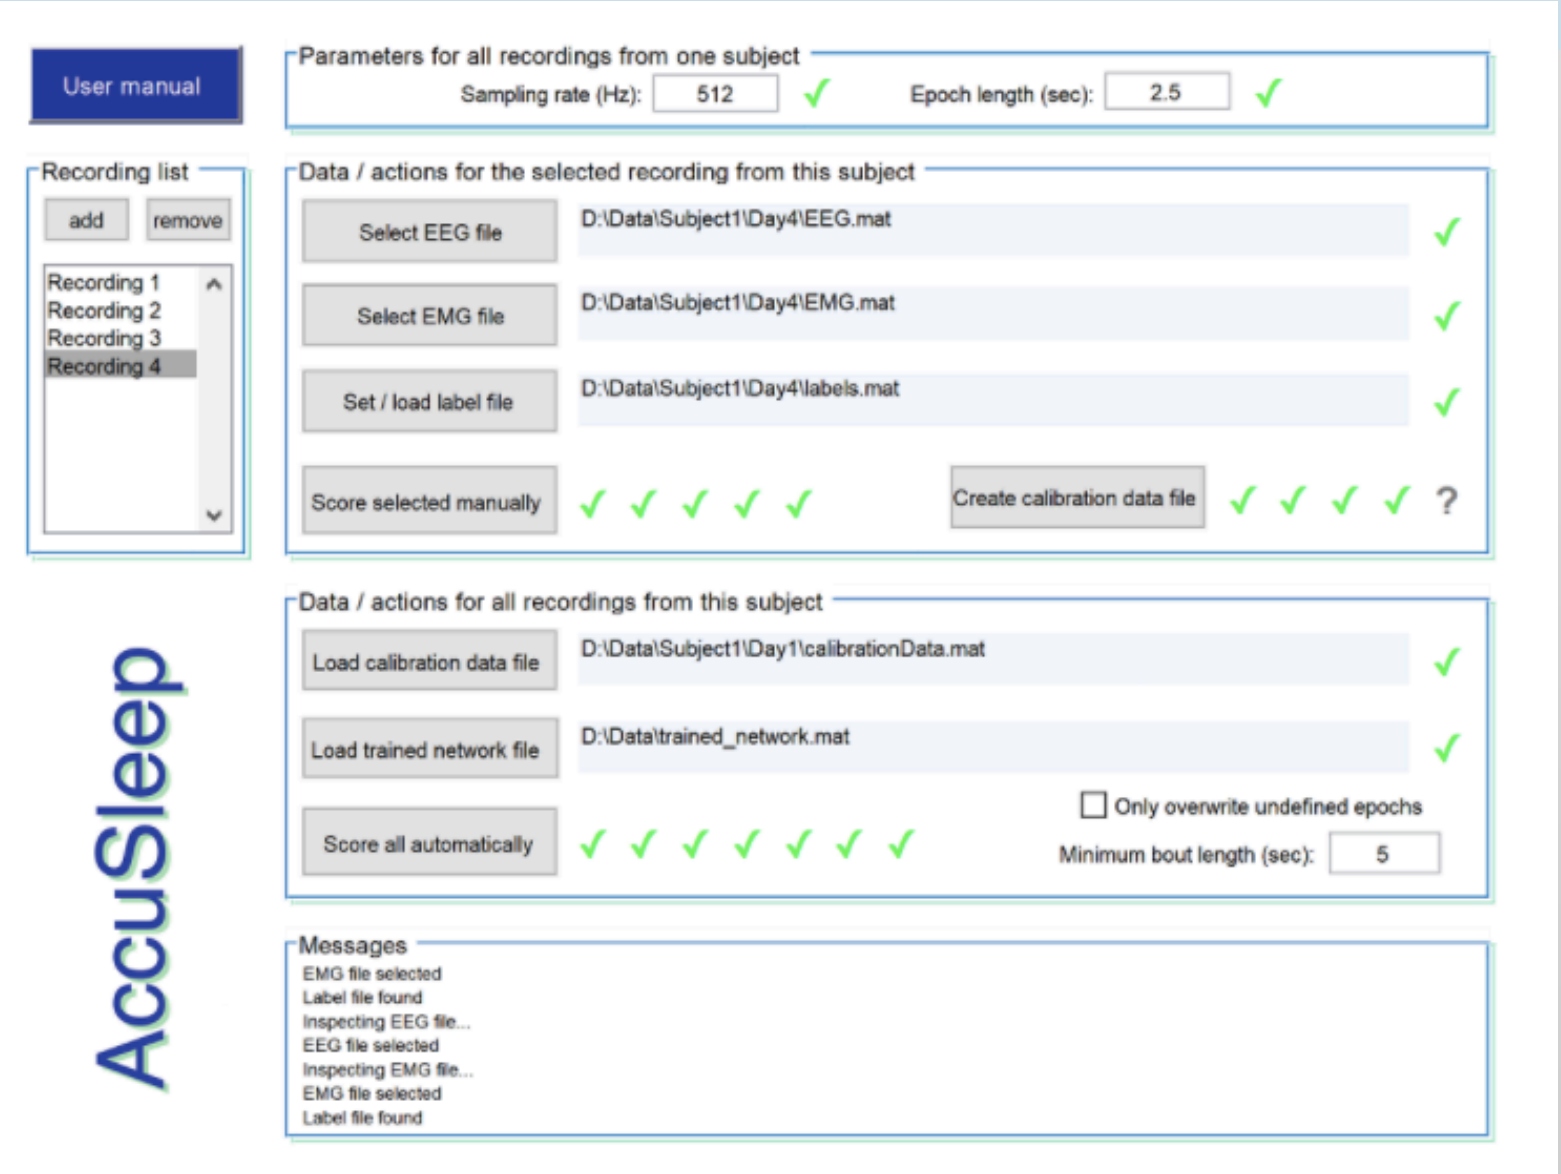 User manual
Parameters for all recordings from one subject
Sampling rate (Hz): 512 Epoch length (sec): 2.5
Recording list
add remove
Recording 1
Recording 2
Recording 3
Recording 4
Data / actions for the selected recording from this subject
Select EEG file D:\Data\Subject1\Day4\EEG.mat
Select EMG file D:\Data\Subject1\Day4\EMG.mat
Set / load label file D:\Data\Subject1\Day4\labels.mat
Score selected manually Create calibration data file ?
Data / actions for all recordings from this subject
Load calibration data file D:\Data\Subject1\Day1\calibrationData.mat
Load trained network file D:\Data\trained_network.mat
Only overwrite undefined epochs
Score all automatically Minimum bout length (sec): 5
AccuSleep
Messages
EMG file selected
Label file found
Inspecting EEG file...
EEG file selected
Inspecting EMG file...
EMG file selected
Label file found